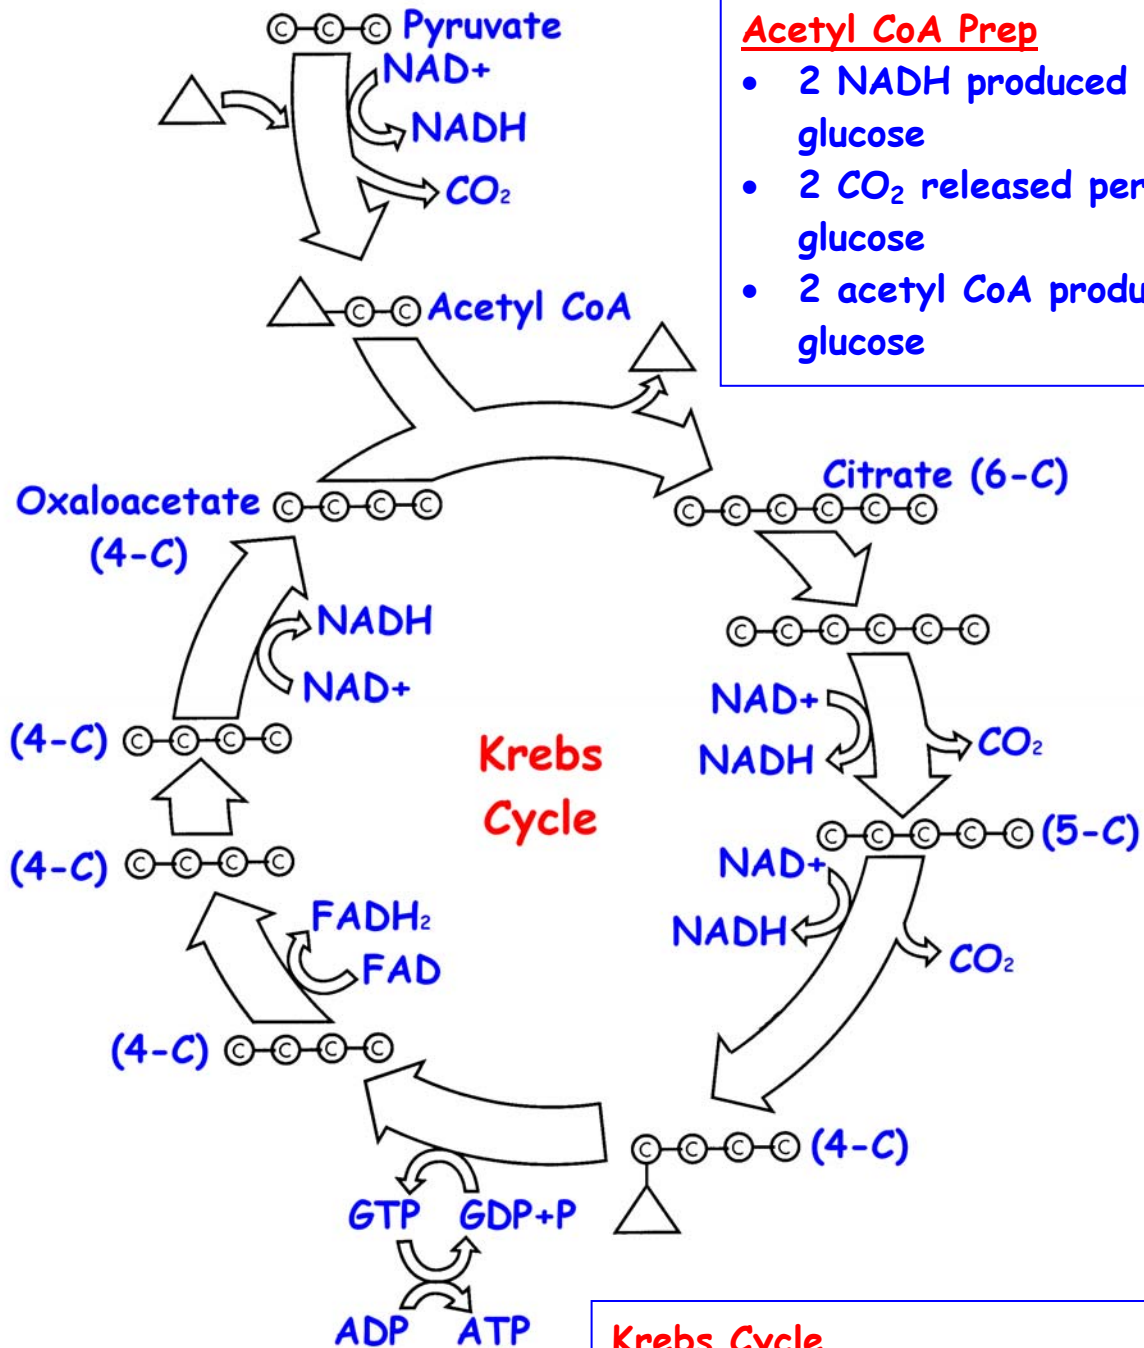 Pyruvate
NAD+
NADH
CO₂
Acetyl CoA Prep
• 2 NADH produced
glucose
• 2 CO₂ released per
glucose
• 2 acetyl CoA produ
glucose
C C C
C C Acetyl CoA
Oxaloacetate C C C C
(4-C)
Citrate (6-C)
C C C C C C
C C C C C C
NADH
NAD+
NAD+
NADH
CO₂
(4-C) C C C C
Krebs
Cycle
C C C C C (5-C)
(4-C) C C C C
NAD+
NADH
CO₂
FADH₂
FAD
(4-C) C C C C
C C C C (4-C)
GTP GDP+P
ADP ATP
Krebs Cycle